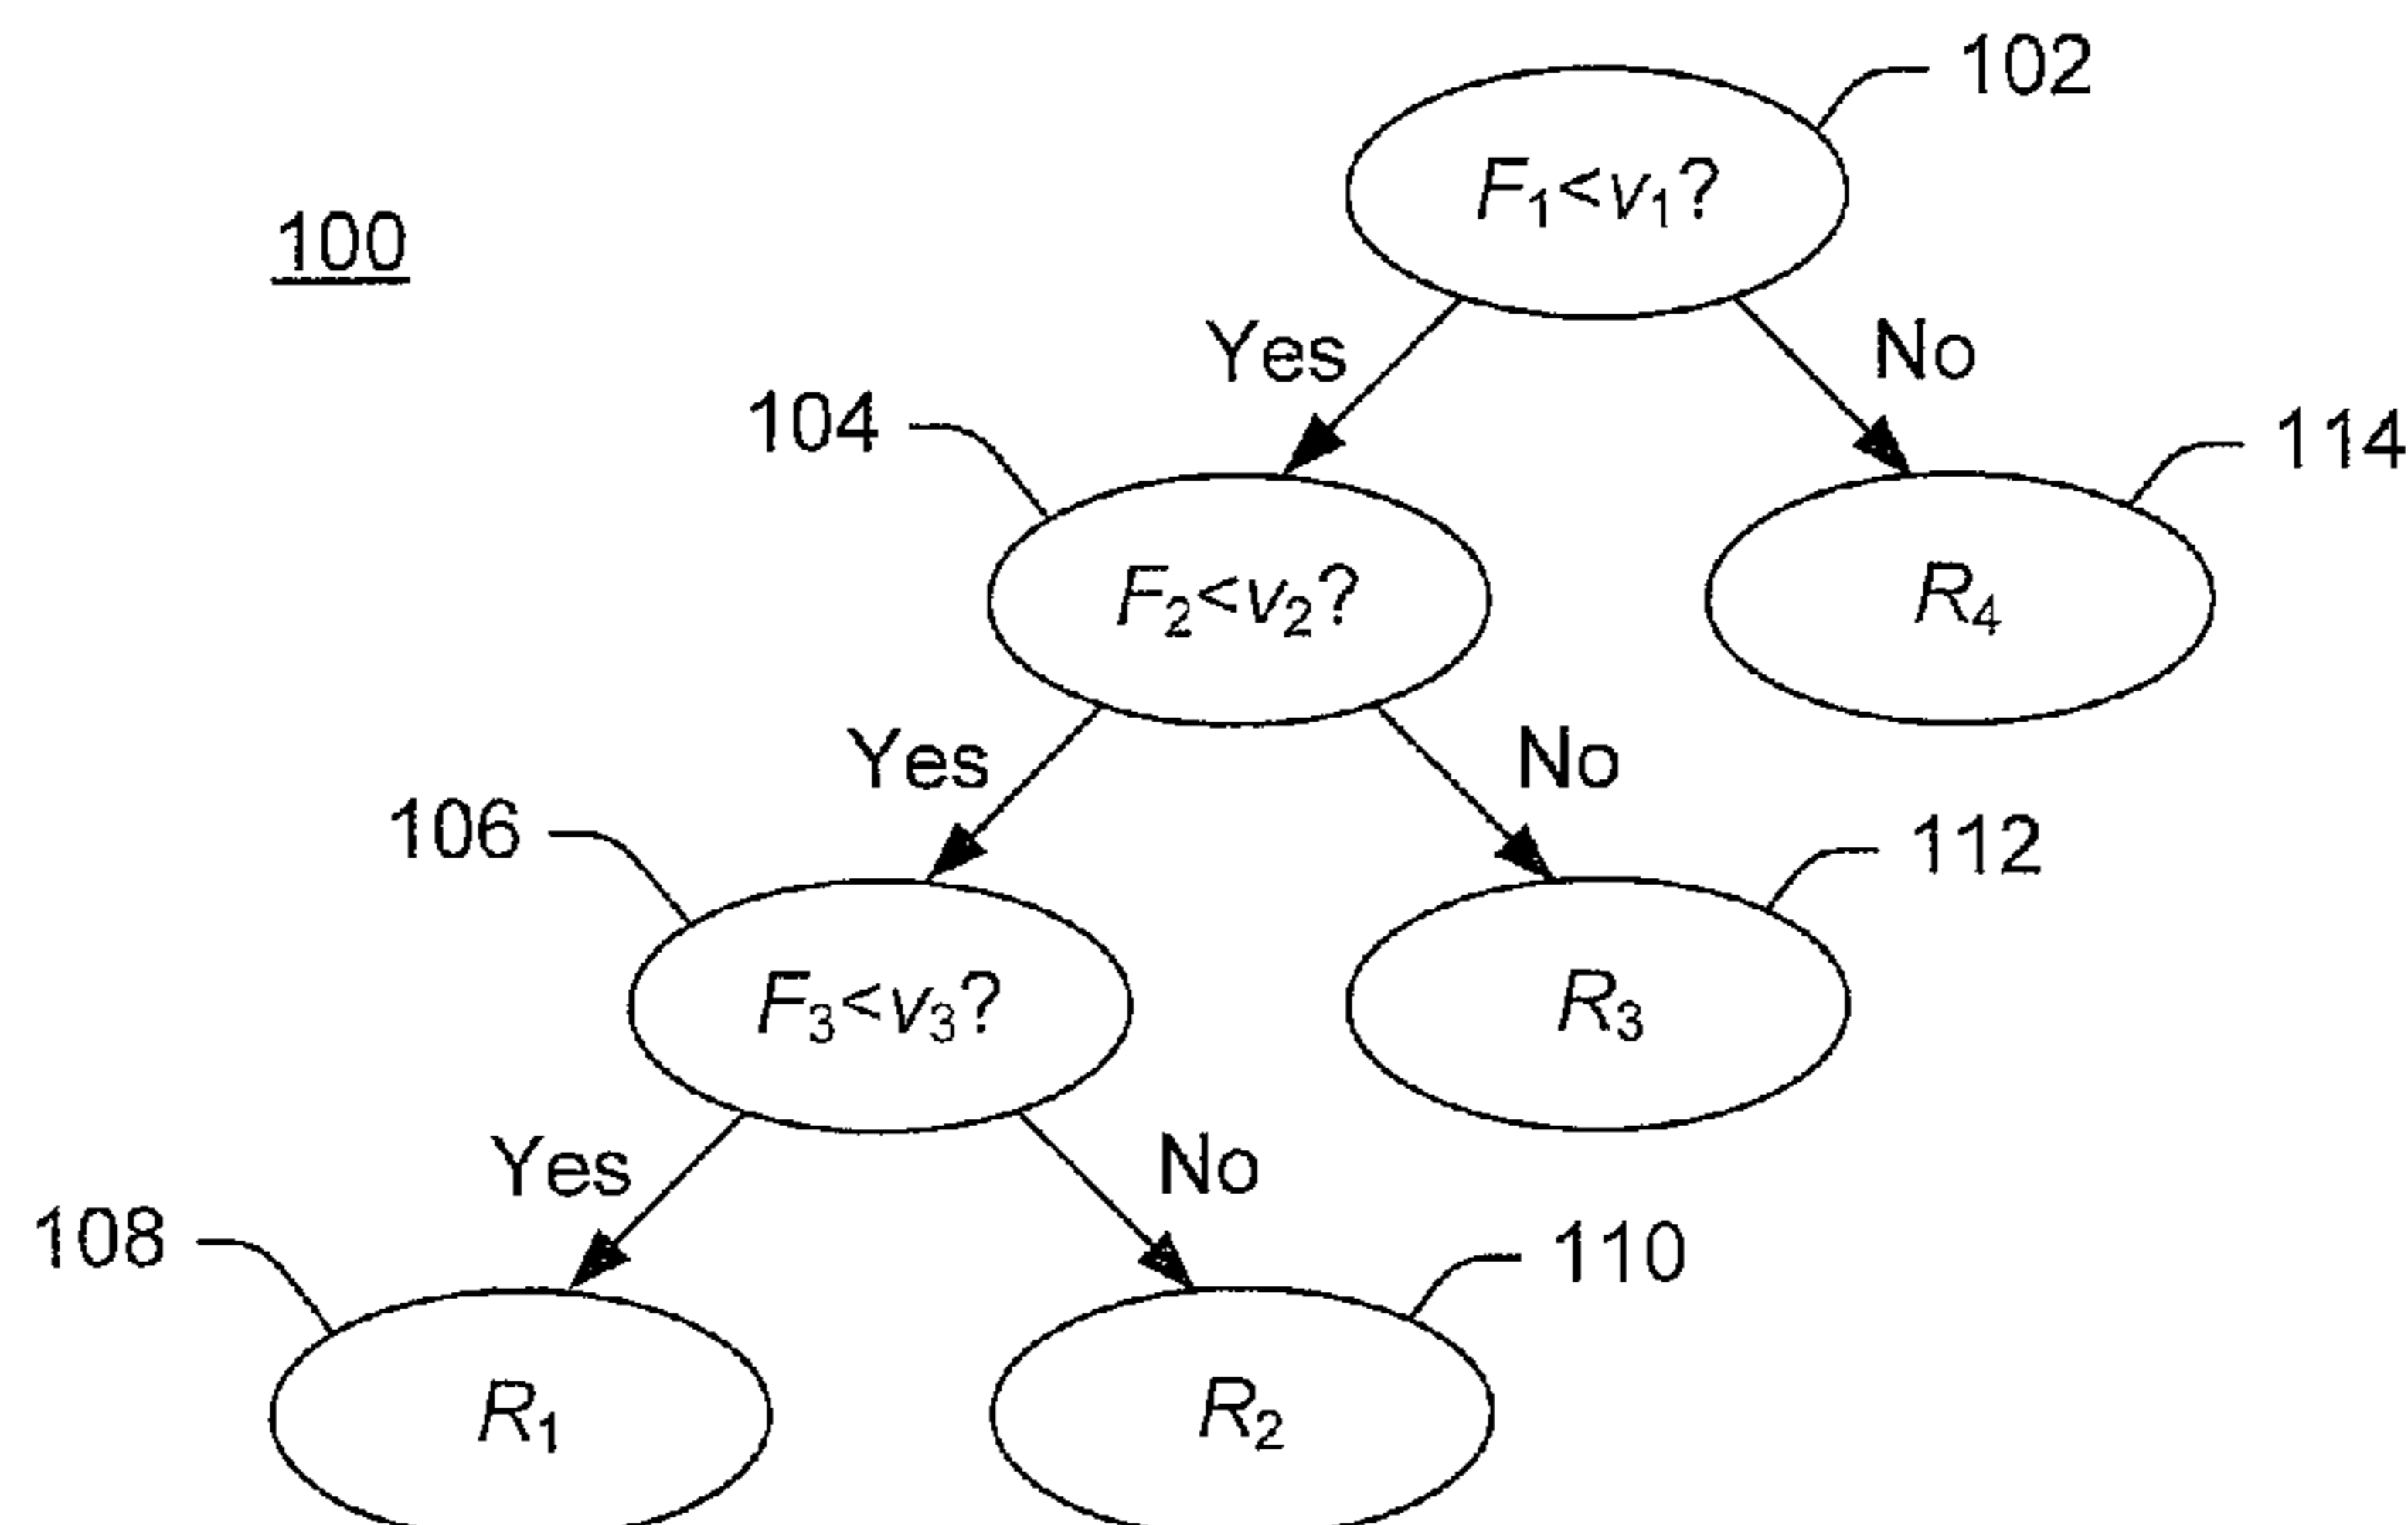 102
F₁<v₁?
100
Yes
No
104
114
F₂<v₂?
R₄
Yes
No
106
112
F₃<v₃?
R₃
Yes
No
108
110
R₁
R₂